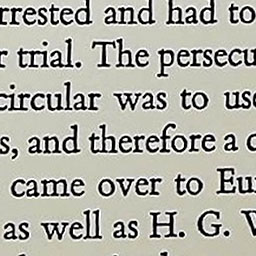 rrested and had to
trial. The persecu
circular was to use
s, and therefore a
came over to Eur
as well as H. G.